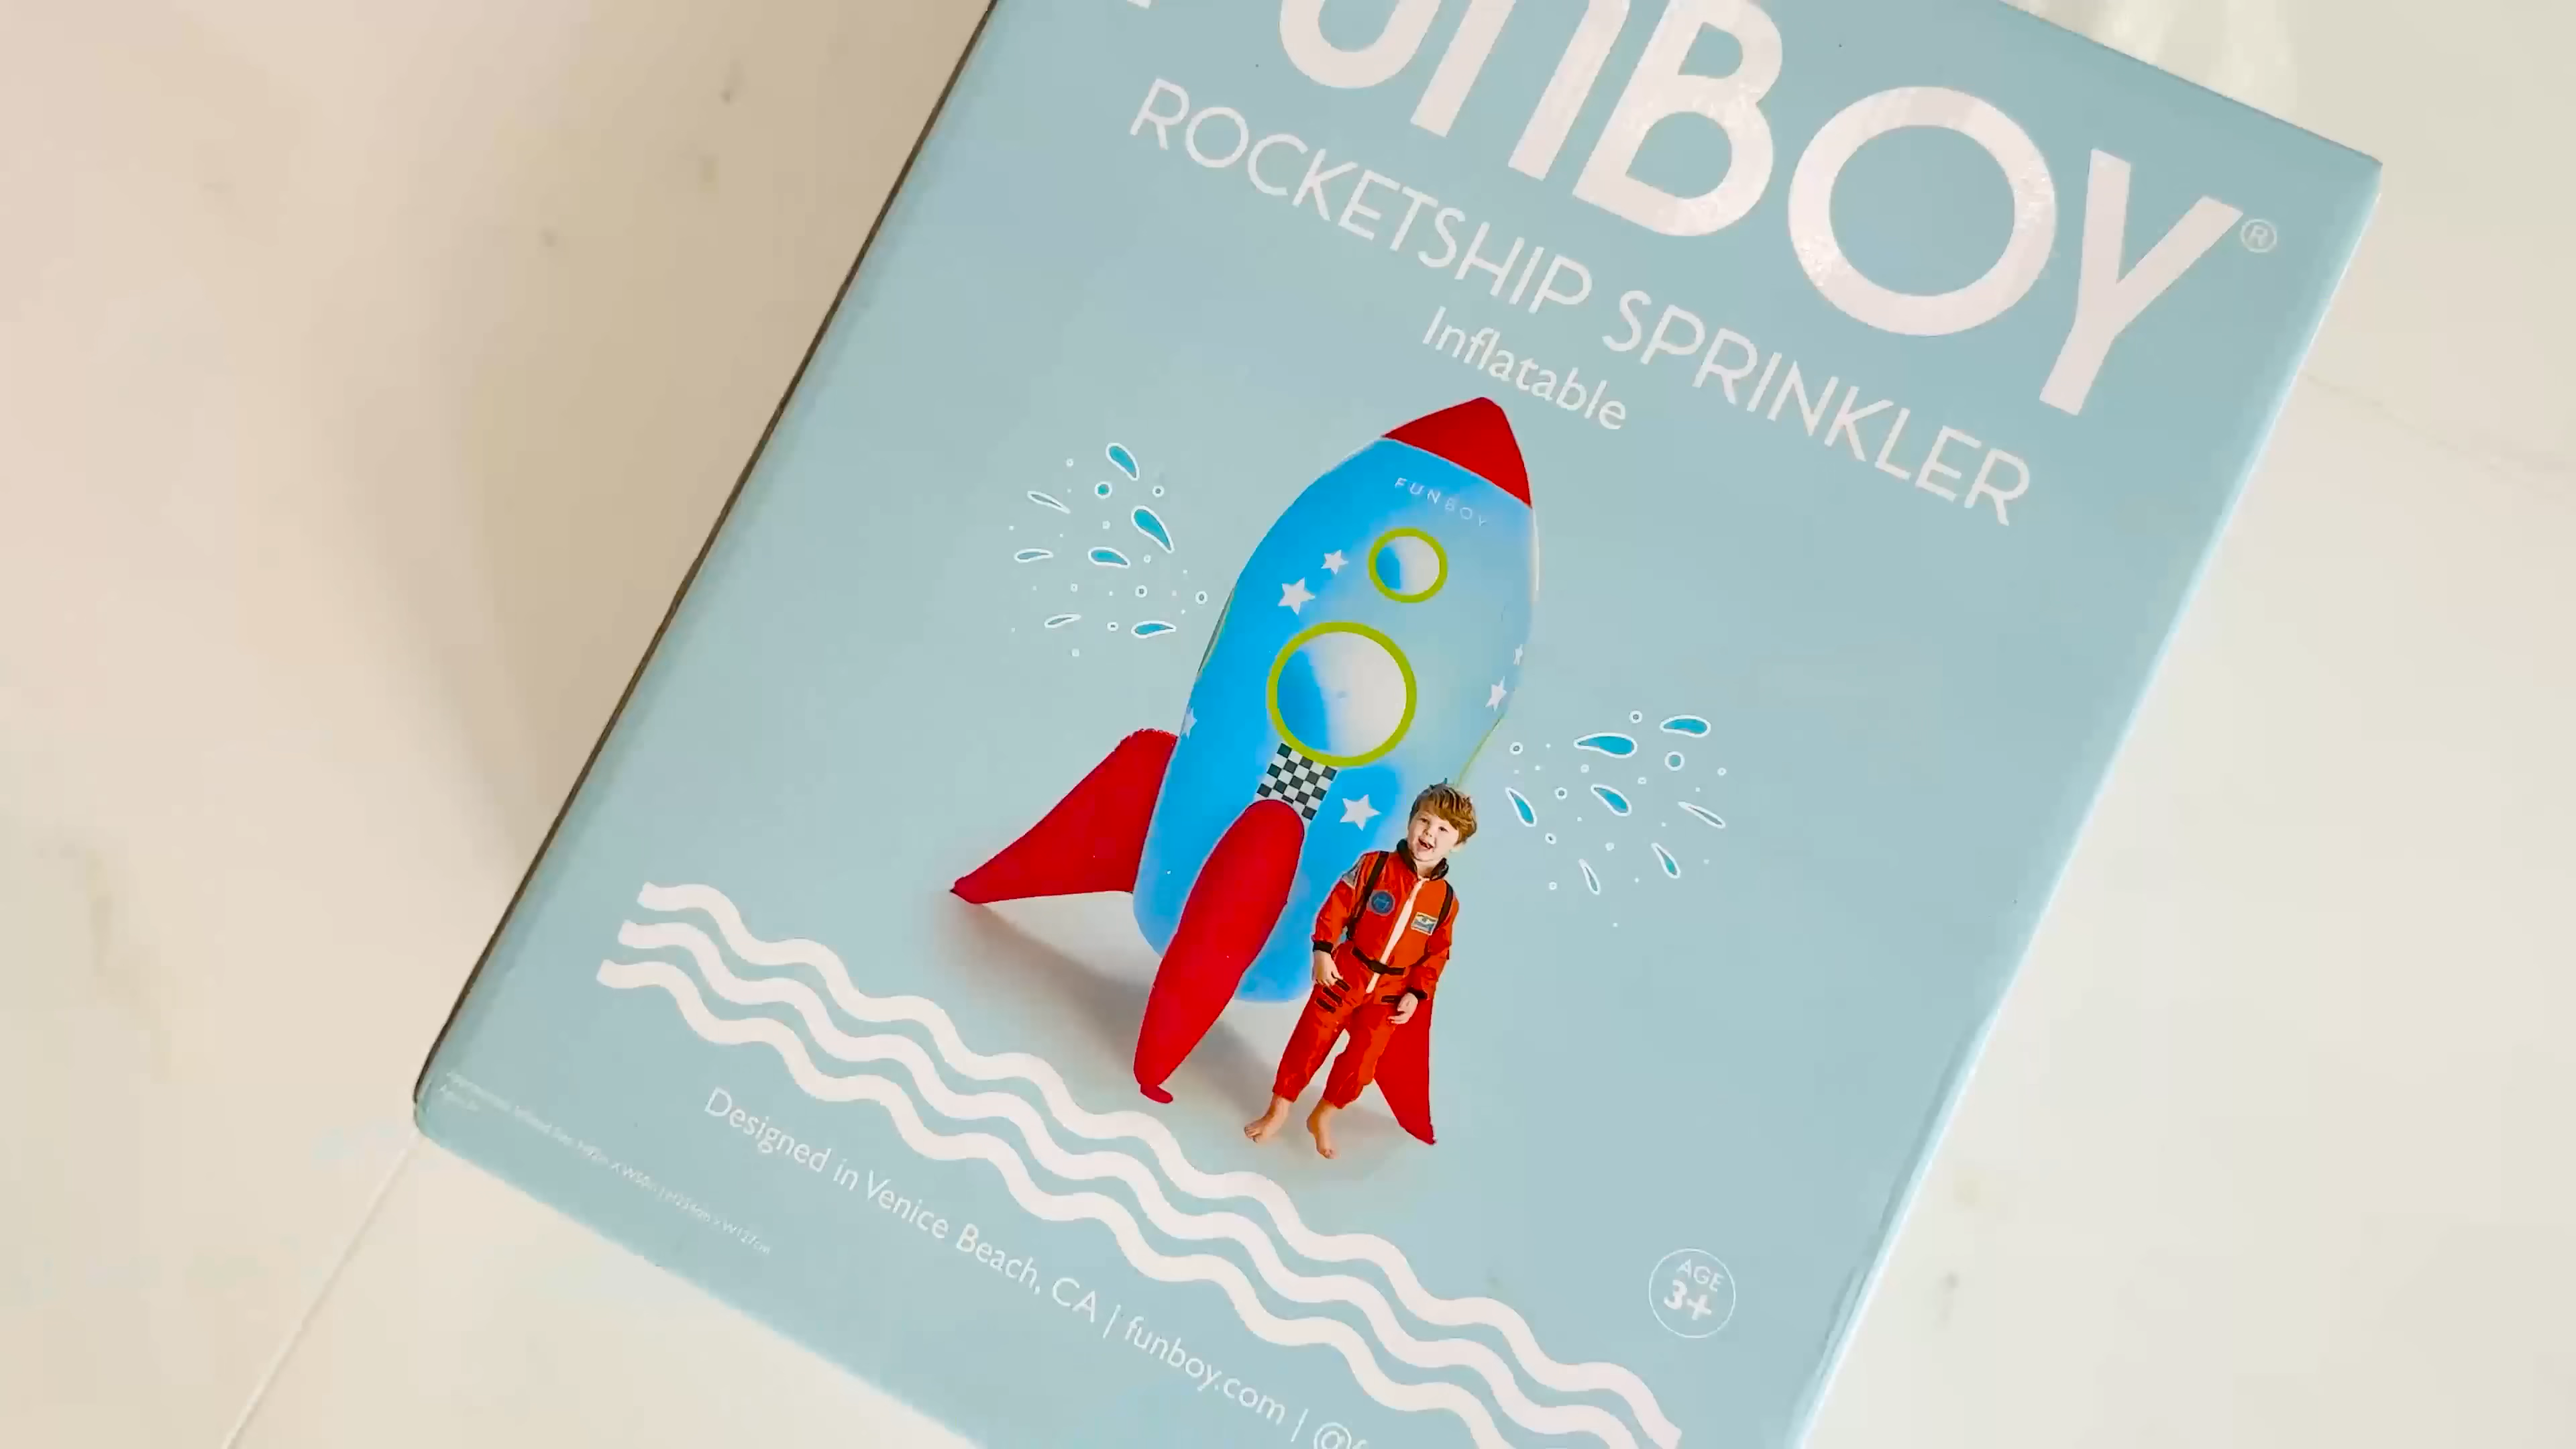 FUNBOY®
ROCKETSHIP SPRINKLER
Inflatable
FUNBOY
AGE
3+
Designed in Venice Beach, CA | funboy.com |